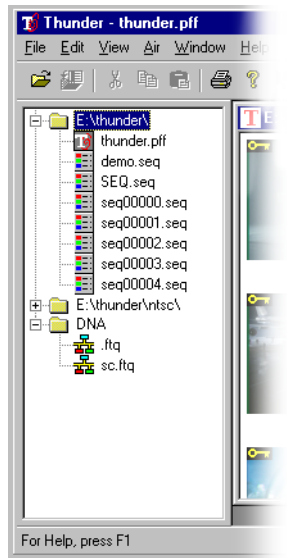 Thunder - thunder.pff
File Edit View Air Window Help
E:\thunder\
thunder.pff
demo.seq
SEQ.seq
seq00000.seq
seq00001.seq
seq00002.seq
seq00003.seq
seq00004.seq
E:\thunder\ntsc\
DNA
.ftq
sc.ftq
For Help, press F1